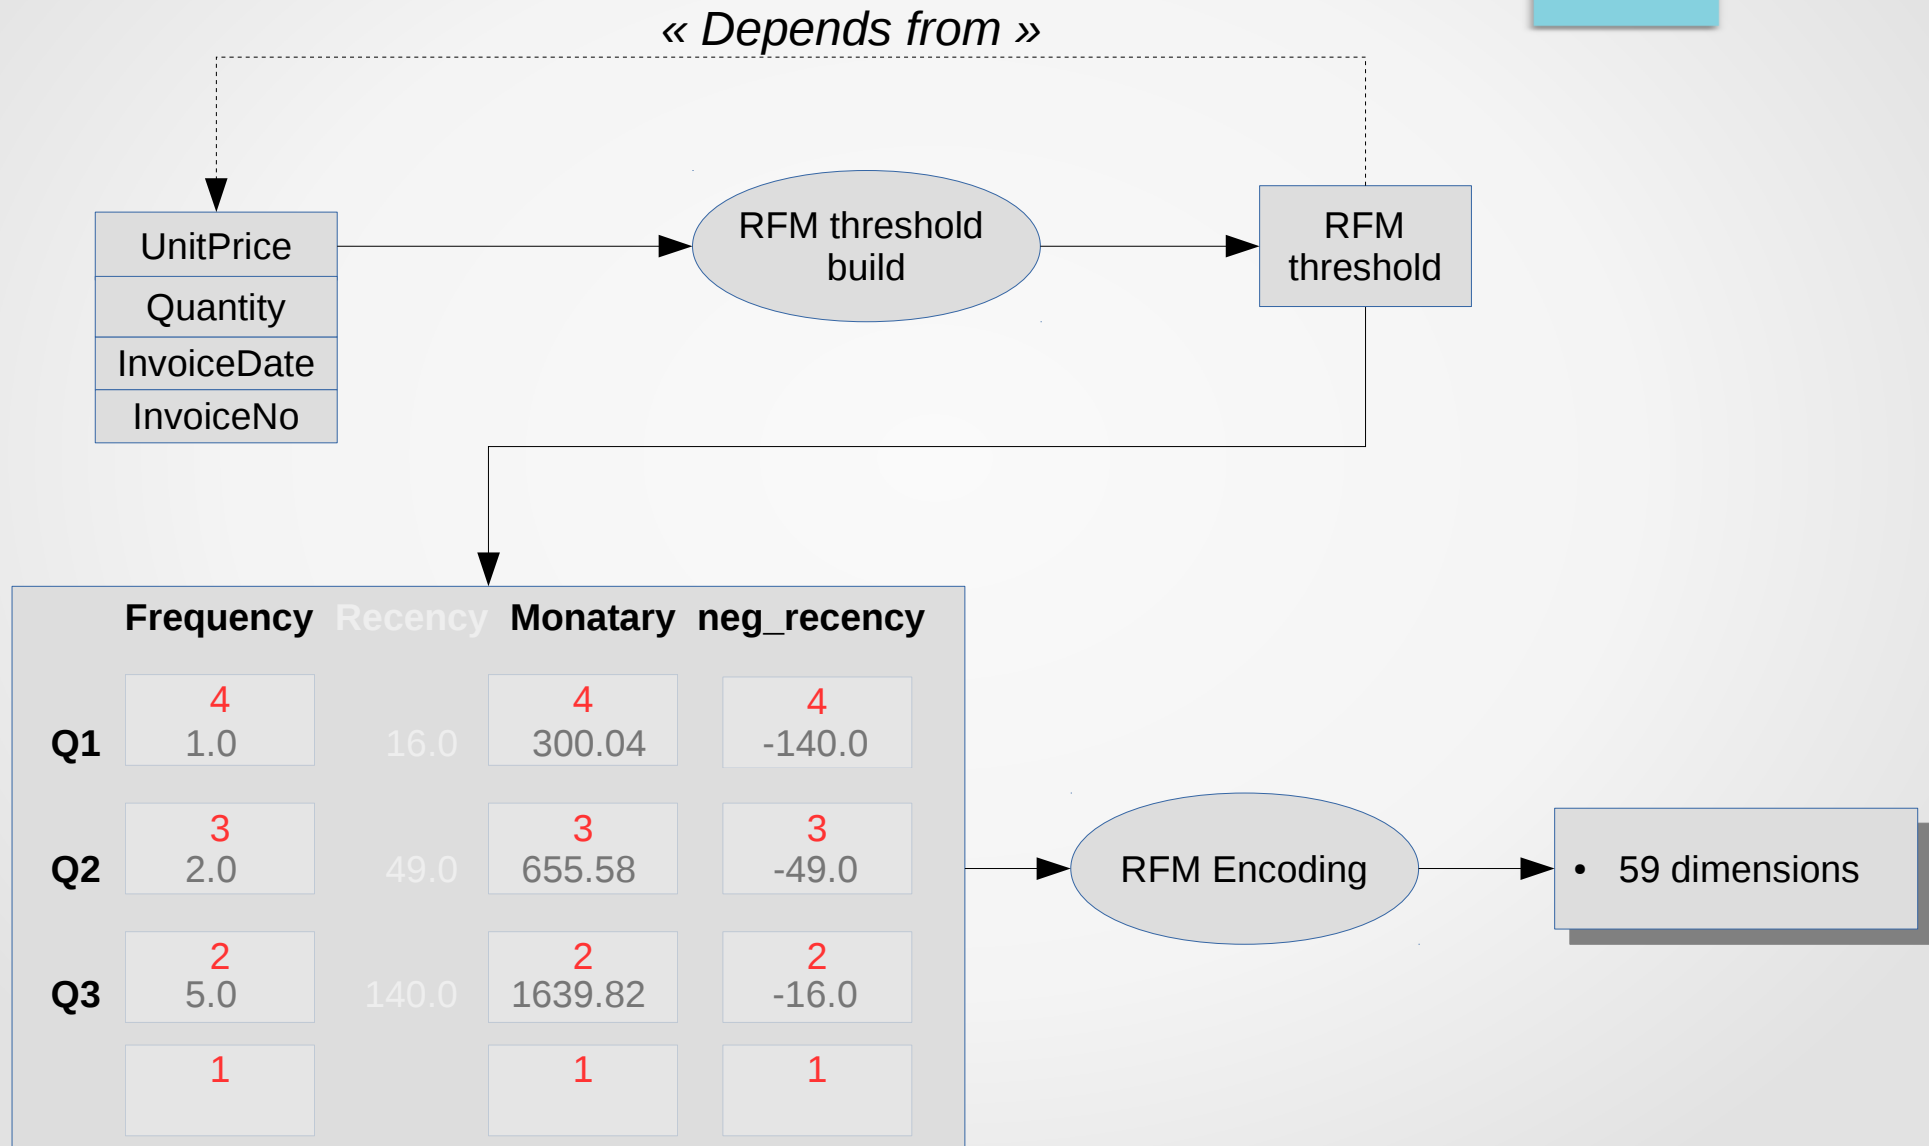 « Depends from »
UnitPrice
Quantity
InvoiceDate
InvoiceNo
RFM threshold
build
RFM
threshold
Frequency Recency Monatary neg_recency
4 4 4
Q1 1.0 16.0 300.04 -140.0
3 3 3
Q2 2.0 49.0 655.58 -49.0
2 2 2
Q3 5.0 140.0 1639.82 -16.0
1 1 1
RFM Encoding
• 59 dimensions